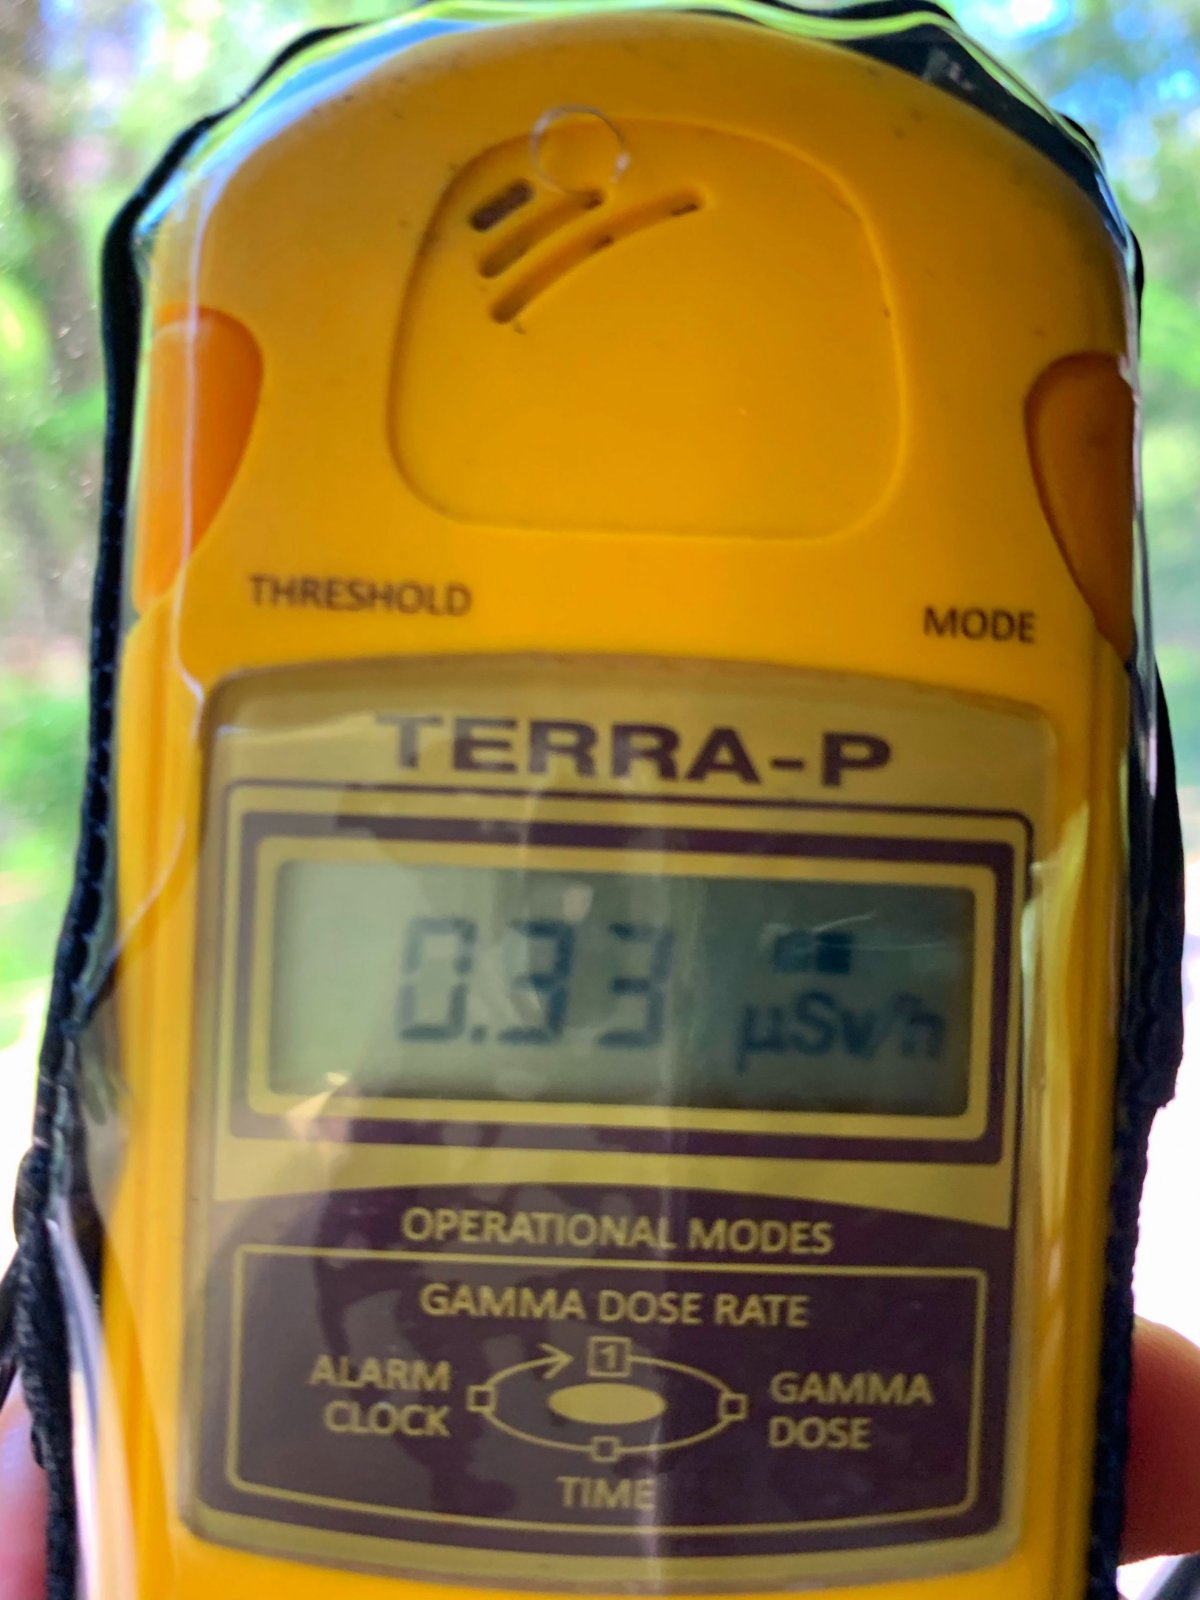 THRESHOLD
MODE
TERRA-P
0.33
µSv/h
OPERATIONAL MODES
GAMMA DOSE RATE
1
ALARM
CLOCK
GAMMA
DOSE
TIME